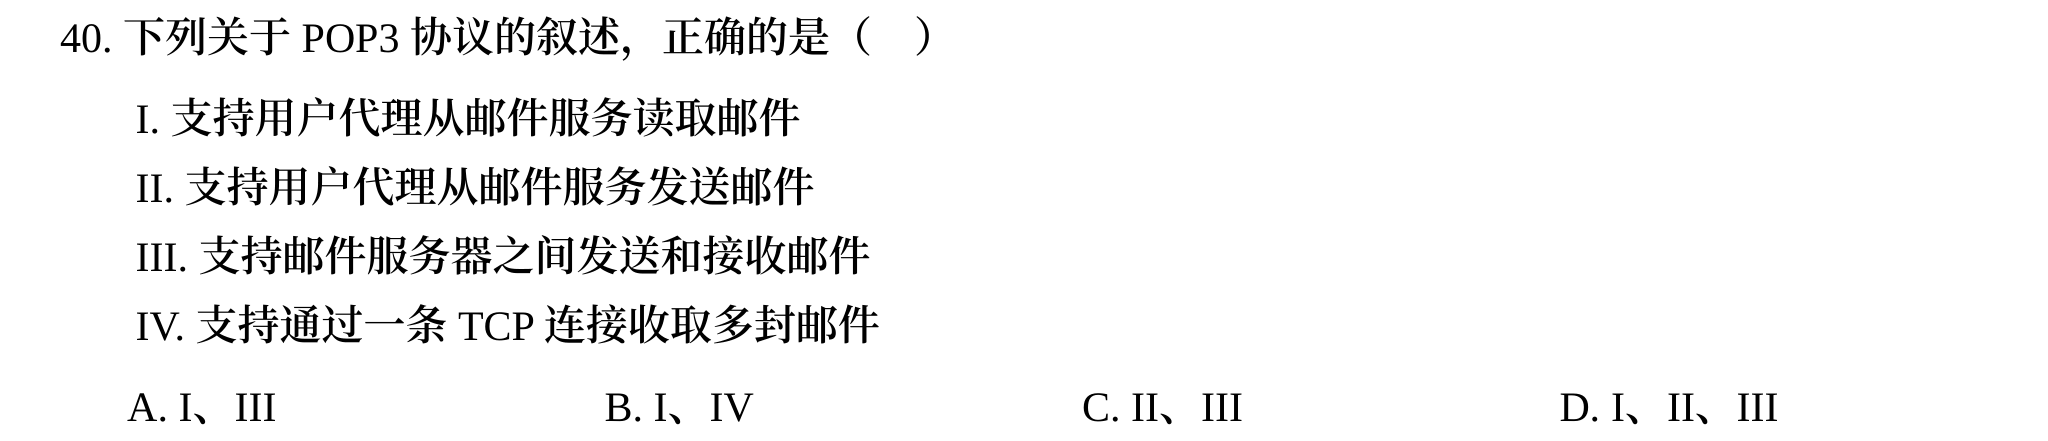 40. 下列关于 POP3 协议的叙述，正确的是（　）
I. 支持用户代理从邮件服务读取邮件
II. 支持用户代理从邮件服务发送邮件
III. 支持邮件服务器之间发送和接收邮件
IV. 支持通过一条 TCP 连接收取多封邮件
A. I、III B. I、IV C. II、III D. I、II、III